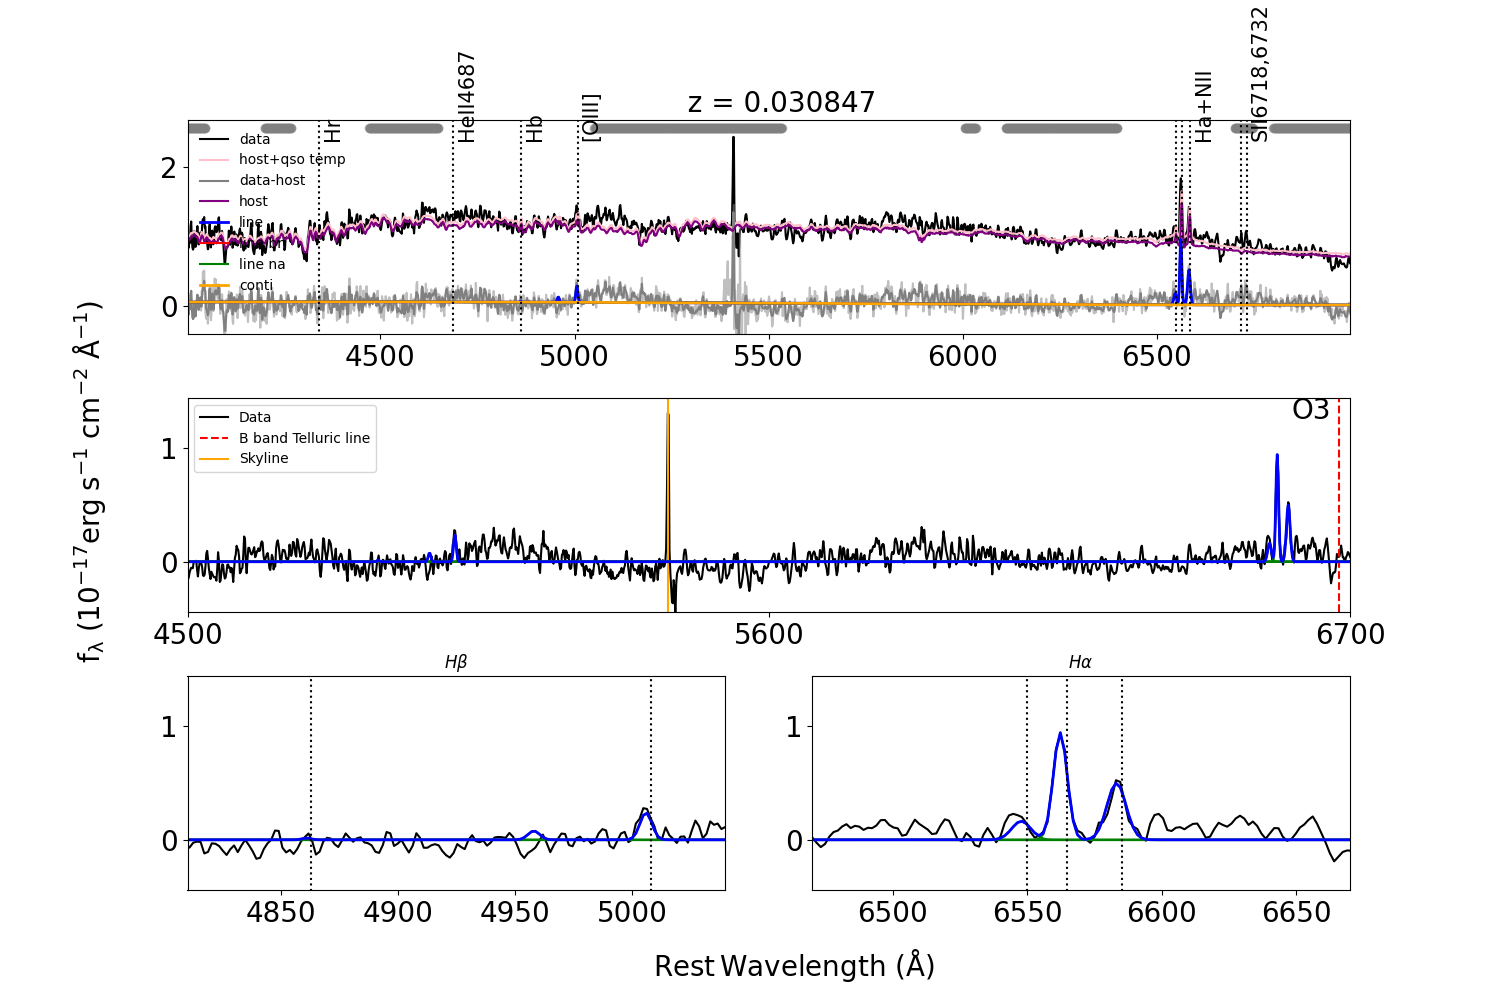 z = 0.030847
Hr
HeII4687
Hb
[OIII]
Ha+NII
SII6718,6732
data
host+qso temp
data-host
host
line
line na
conti
2
0
4500 5000 5500 6000 6500
Data
B band Telluric line
Skyline
O3
1
0
4500 5600 6700
f_λ (10⁻¹⁷erg s⁻¹ cm⁻² Å⁻¹)
Hβ
1
0
4850 4900 4950 5000
Hα
1
0
6500 6550 6600 6650
Rest Wavelength (Å)